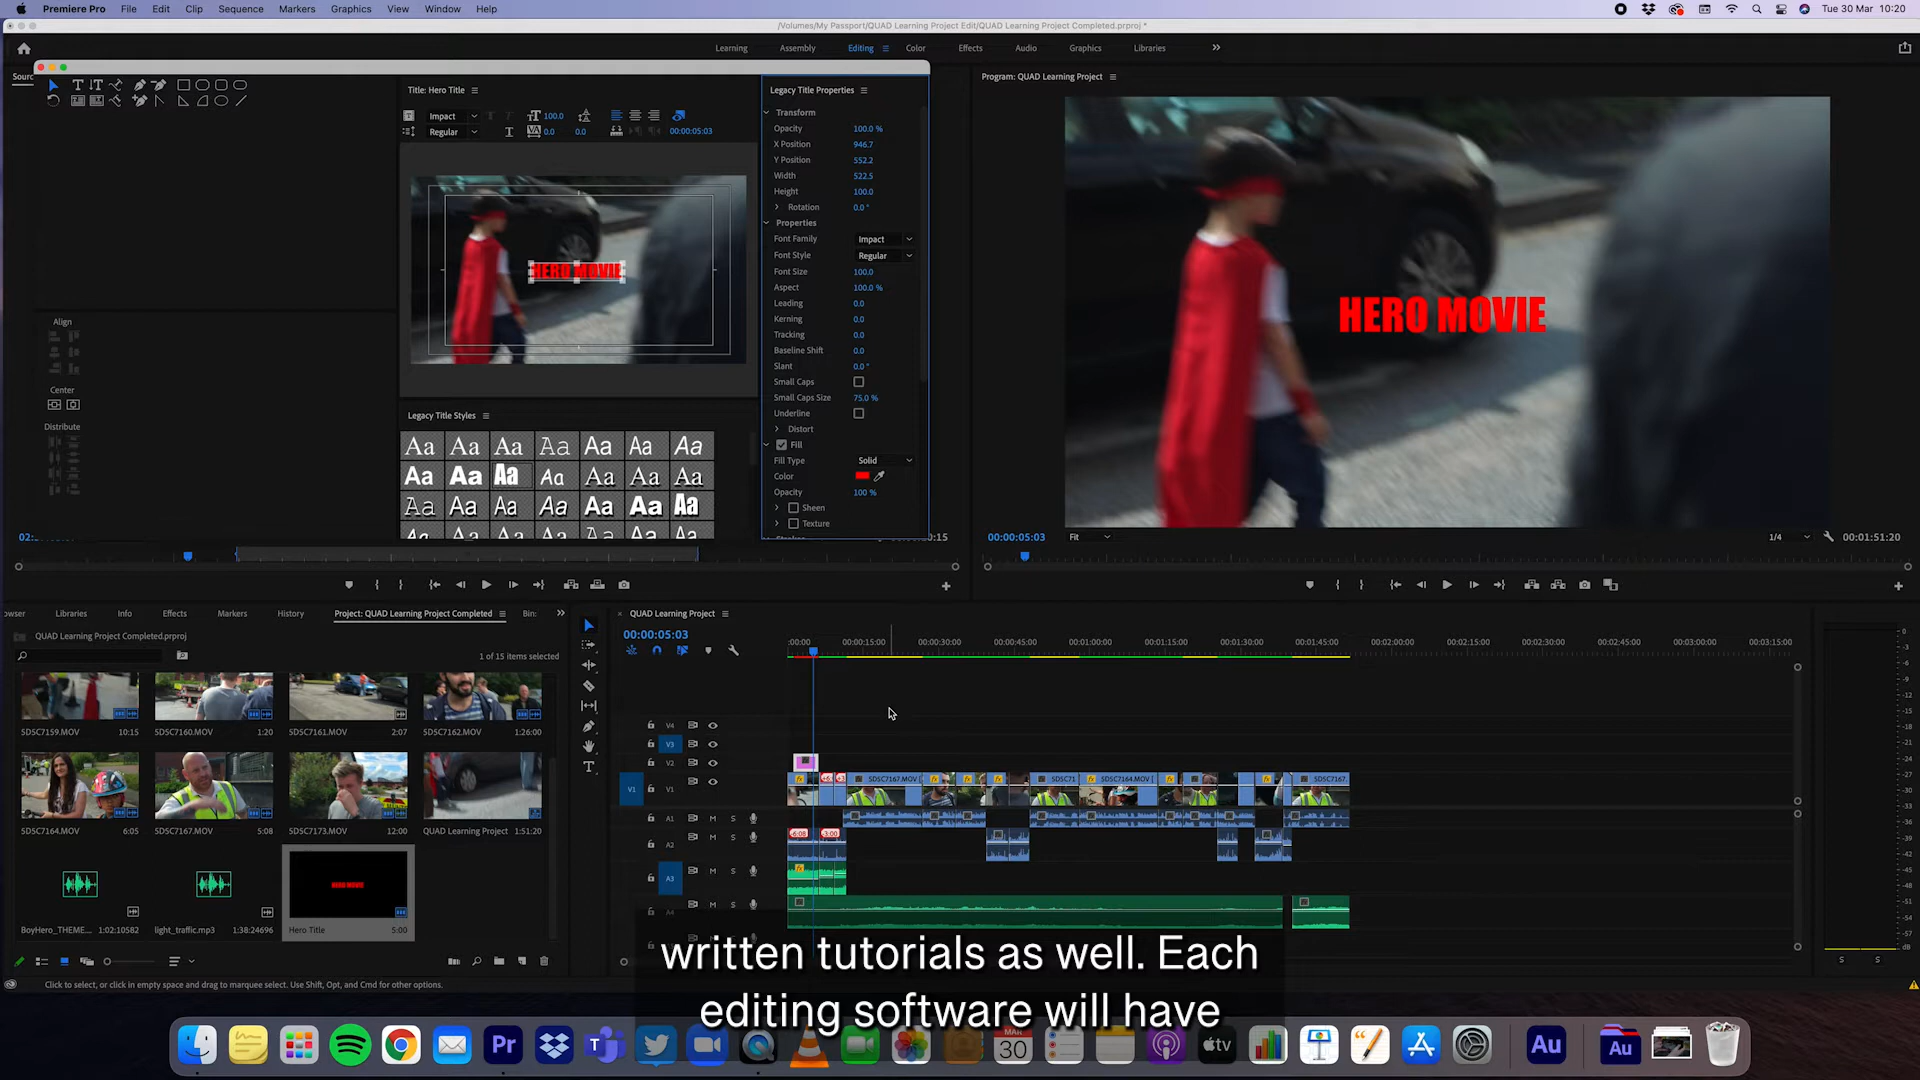 Premiere Pro File Edit Clip Sequence Markers Graphics View Window Help Tue 30 Mar 10:20
/Volumes/My Passport/QUAD Learning Project Edit/QUAD Learning Project Completed.prproj *
Learning Assembly Editing Color Effects Audio Graphics Libraries
Title: Hero Title
Impact 100.0
Regular 0.0 0.0 00:00:05:03
HERO MOVIE
Align
Center
Distribute
Legacy Title Styles
Aa Aa Aa Aa Aa Aa Aa
Aa Aa Aa Aa Aa Aa Aa
Aa Aa Aa Aa Aa Aa Aa
Legacy Title Properties
Transform
Opacity 100.0 %
X Position 946.7
Y Position 552.2
Width 522.5
Height 100.0
Rotation 0.0 °
Properties
Font Family Impact
Font Style Regular
Font Size 100.0
Aspect 100.0 %
Leading 0.0
Kerning 0.0
Tracking 0.0
Baseline Shift 0.0
Slant 0.0 °
Small Caps
Small Caps Size 75.0 %
Underline
Distort
Fill
Fill Type Solid
Color
Opacity 100 %
Sheen
Texture
Program: QUAD Learning Project
HERO MOVIE
00:00:05:03 Fit 1/4 00:01:51:20
Libraries Info Effects Markers History Project: QUAD Learning Project Completed Bin:
QUAD Learning Project Completed.prproj
1 of 15 items selected
SDSC7159.MOV 10:15 SDSC7160.MOV 1:20 SDSC7161.MOV 2:07 SDSC7162.MOV 1:26:00
SDSC7164.MOV 6:05 SDSC7167.MOV 5:08 SDSC7173.MOV 12:00 QUAD Learning Project 1:51:20
HERO MOVIE
BoyHero_THEME... 1:02:10582 light_traffic.mp3 1:38:24696 Hero Title 5:00
QUAD Learning Project
00:00:05:03
:00:00 00:00:15:00 00:00:30:00 00:00:45:00 00:01:00:00 00:01:15:00 00:01:30:00 00:01:45:00 00:02:00:00 00:02:15:00 00:02:30:00 00:02:45:00 00:03:00:00 00:03:15:00
V4
V3
V2
V1 V1 SDSC7167.MOV [ SDSC71 SDSC7164.MOV [ SDSC7167.
A1 M S
A2 M S
A3 M S
A4 M S
0
-3
-6
-9
-12
-15
-18
-21
-24
-27
-30
-33
-36
-39
-42
-45
-48
-51
-54
-57
dB
S S
Click to select, or click in empty space and drag to marquee select. Use Shift, Opt, and Cmd for other options.
written tutorials as well. Each
editing software will have
Pr MAR 30 tv Au Au